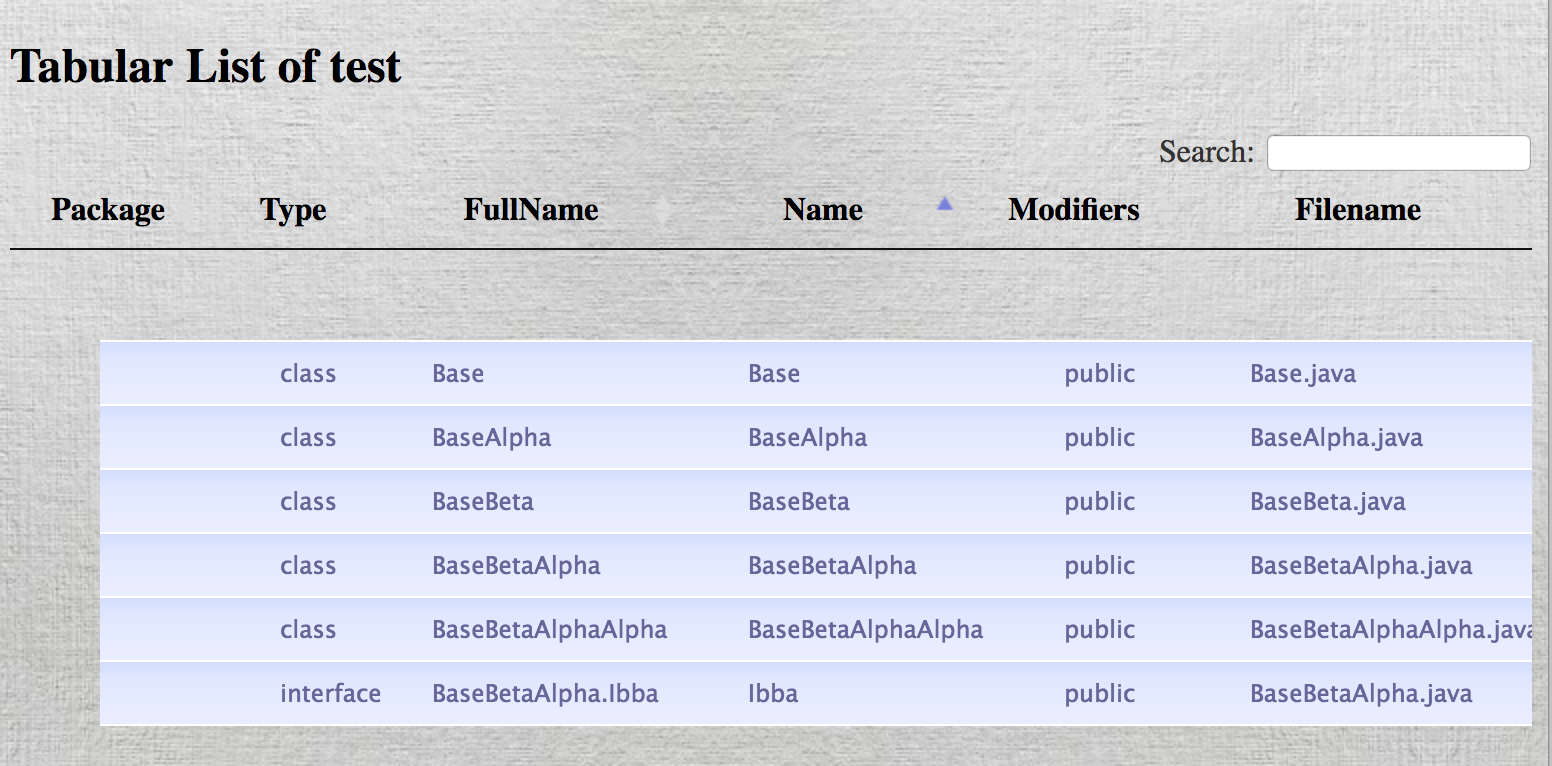 Tabular List of test
Search:
Package Type FullName Name Modifiers Filename
class Base Base public Base.java
class BaseAlpha BaseAlpha public BaseAlpha.java
class BaseBeta BaseBeta public BaseBeta.java
class BaseBetaAlpha BaseBetaAlpha public BaseBetaAlpha.java
class BaseBetaAlphaAlpha BaseBetaAlphaAlpha public BaseBetaAlphaAlpha.java
interface BaseBetaAlpha.Ibba Ibba public BaseBetaAlpha.java